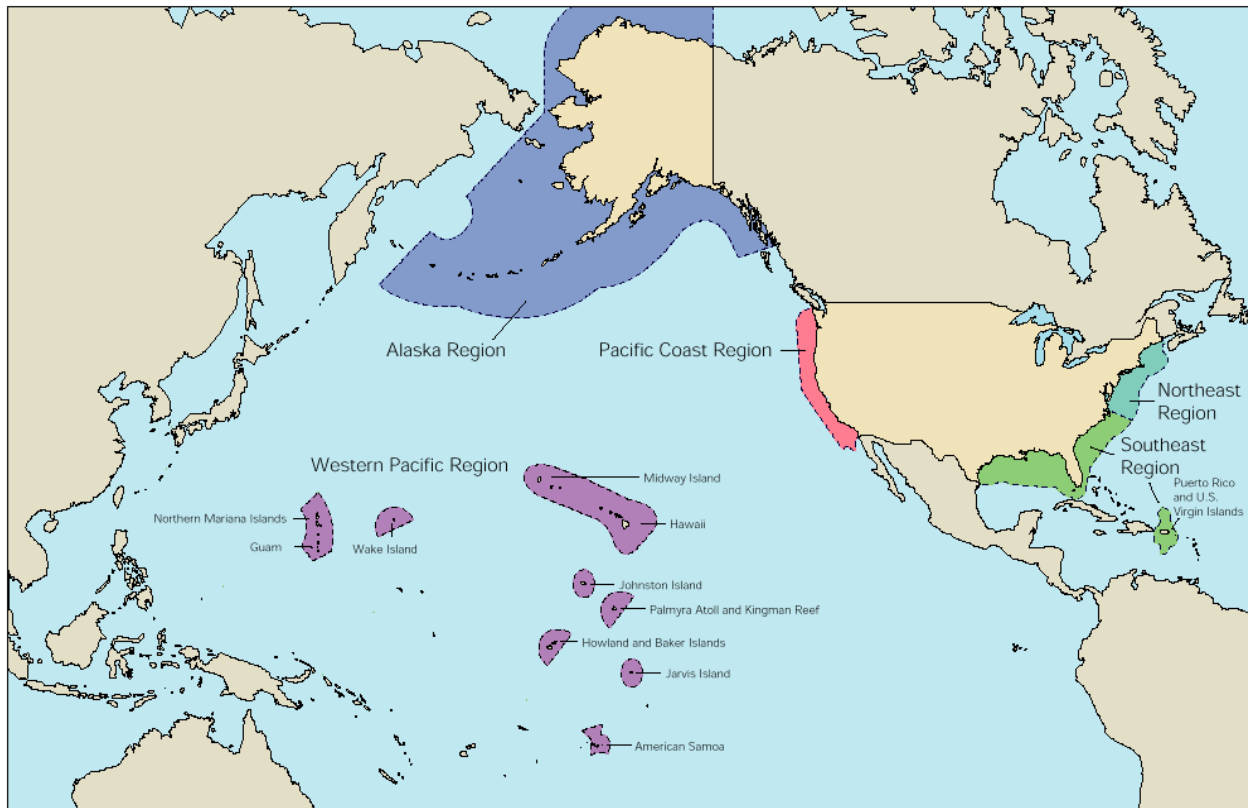 Alaska Region
Pacific Coast Region
Northeast
Region
Southeast
Region
Western Pacific Region
Midway Island
Puerto Rico
and U.S.
Virgin Islands
Northern Mariana Islands
Hawaii
Guam
Wake Island
Johnston Island
Palmyra Atoll and Kingman Reef
Howland and Baker Islands
Jarvis Island
American Samoa